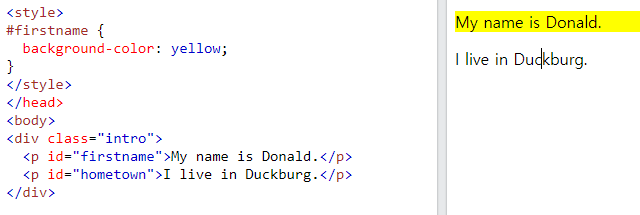 <style>
#firstname {
  background-color: yellow;
}
</style>
</head>
<body>
<div class="intro">
  <p id="firstname">My name is Donald.</p>
  <p id="hometown">I live in Duckburg.</p>
</div>
My name is Donald.
I live in Duckburg.